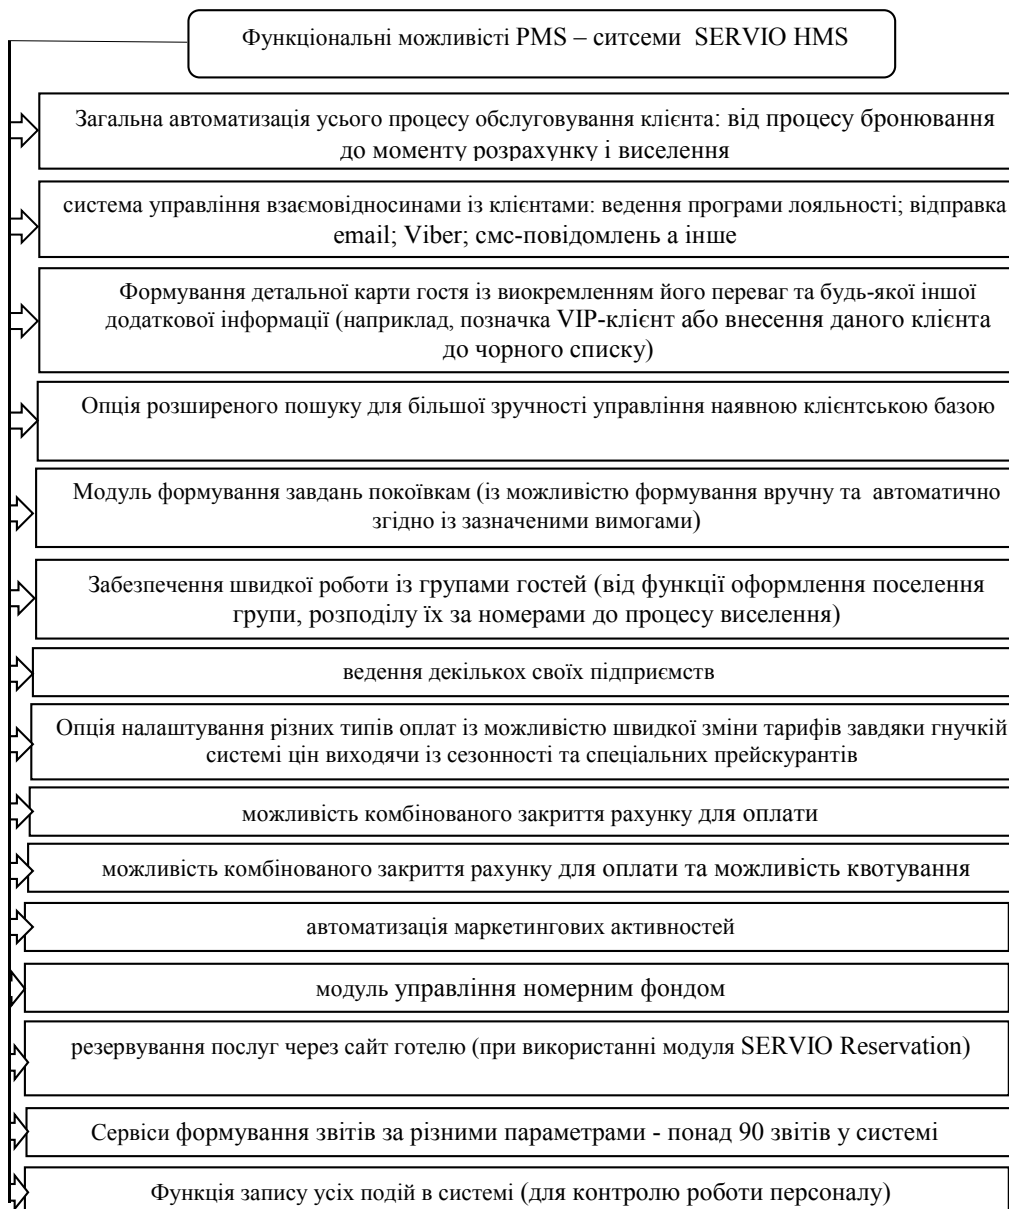 Функціональні можливісті PMS – ситсеми SERVIO HMS
Загальна автоматизація усього процесу обслуговування клієнта: від процесу бронювання
до моменту розрахунку і виселення
система управління взаємовідносинами із клієнтами: ведення програми лояльності; відправка
email; Viber; смс-повідомлень а інше
Формування детальної карти гостя із виокремленням його переваг та будь-якої іншої
додаткової інформації (наприклад, позначка VIP-клієнт або внесення даного клієнта
до чорного списку)
Опція розширеного пошуку для більшої зручності управління наявною клієнтською базою
Модуль формування завдань покоївкам (із можливістю формування вручну та автоматично
згідно із зазначеними вимогами)
Забезпечення швидкої роботи із групами гостей (від функції оформлення поселення
групи, розподілу їх за номерами до процесу виселення)
ведення декількох своїх підприємств
Опція налаштування різних типів оплат із можливістю швидкої зміни тарифів завдяки гнучкій
системі цін виходячи із сезонності та спеціальних прейскурантів
можливість комбінованого закриття рахунку для оплати
можливість комбінованого закриття рахунку для оплати та можливість квотування
автоматизація маркетингових активностей
модуль управління номерним фондом
резервування послуг через сайт готелю (при використанні модуля SERVIO Reservation)
Сервіси формування звітів за різними параметрами - понад 90 звітів у системі
Функція запису усіх подій в системі (для контролю роботи персоналу)